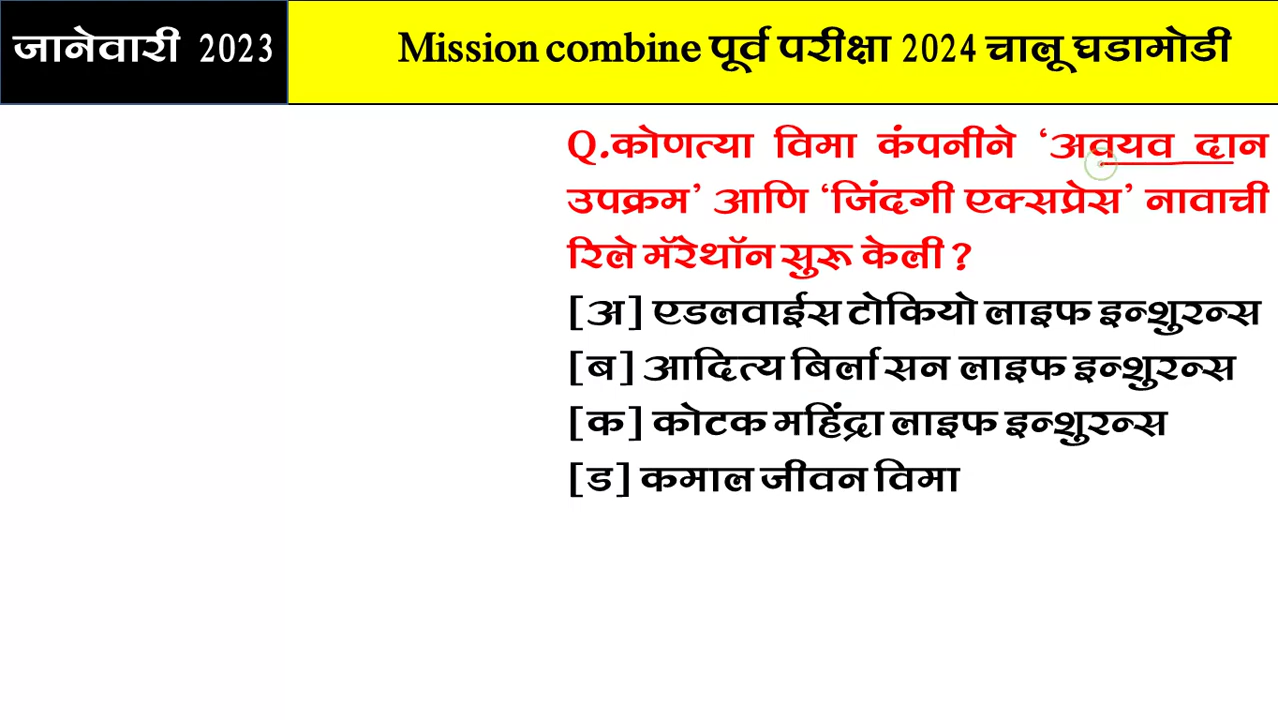 जानेवारी 2023
Mission combine पूर्व परीक्षा 2024 चालू घडामोडी
Q.कोणत्या विमा कंपनीने ‘अवयव दान
उपक्रम’ आणि ‘जिंदगी एक्सप्रेस’ नावाची
रिले मॅरेथॉन सुरू केली ?
[अ] एडलवाईस टोकियो लाइफ इन्शुरन्स
[ब] आदित्य बिर्ला सन लाइफ इन्शुरन्स
[क] कोटक महिंद्रा लाइफ इन्शुरन्स
[ड] कमाल जीवन विमा